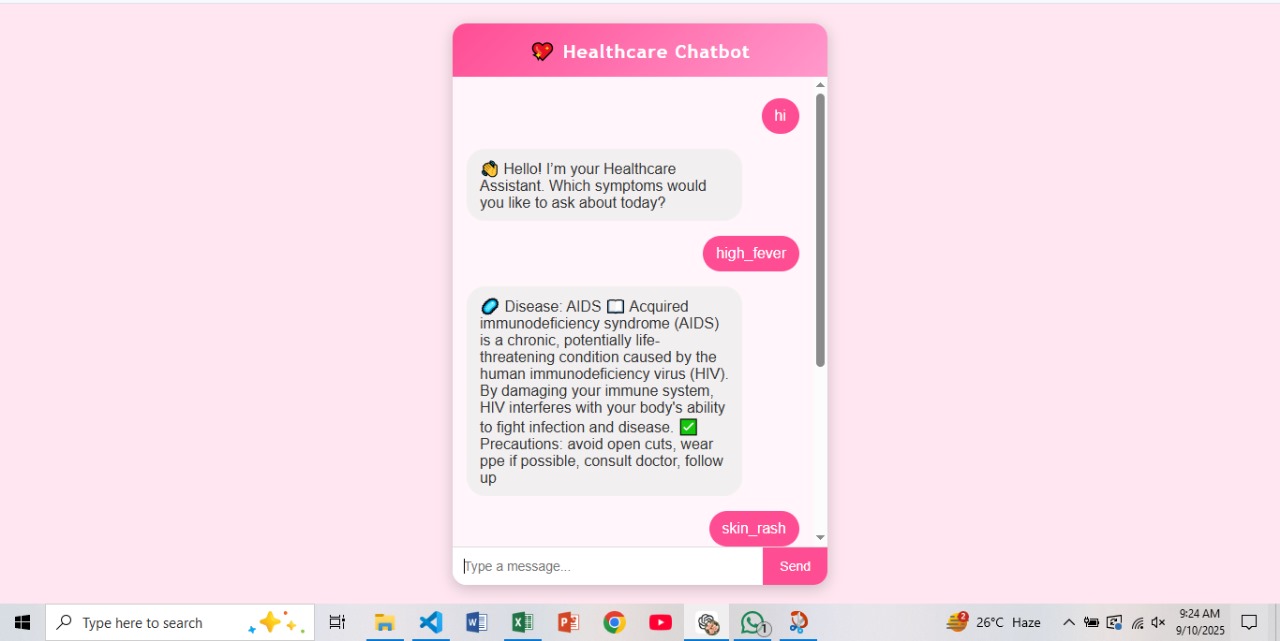 Healthcare Chatbot
hi
Hello! I'm your Healthcare
Assistant. Which symptoms would
you like to ask about today?
high_fever
Disease: AIDS 📖 Acquired
immunodeficiency syndrome (AIDS)
is a chronic, potentially life-
threatening condition caused by the
human immunodeficiency virus (HIV).
By damaging your immune system,
HIV interferes with your body's ability
to fight infection and disease. ✅
Precautions: avoid open cuts, wear
ppe if possible, consult doctor, follow
up
skin_rash
Type a message...
Send
Type here to search
26°C Haze
9:24 AM
9/10/2025